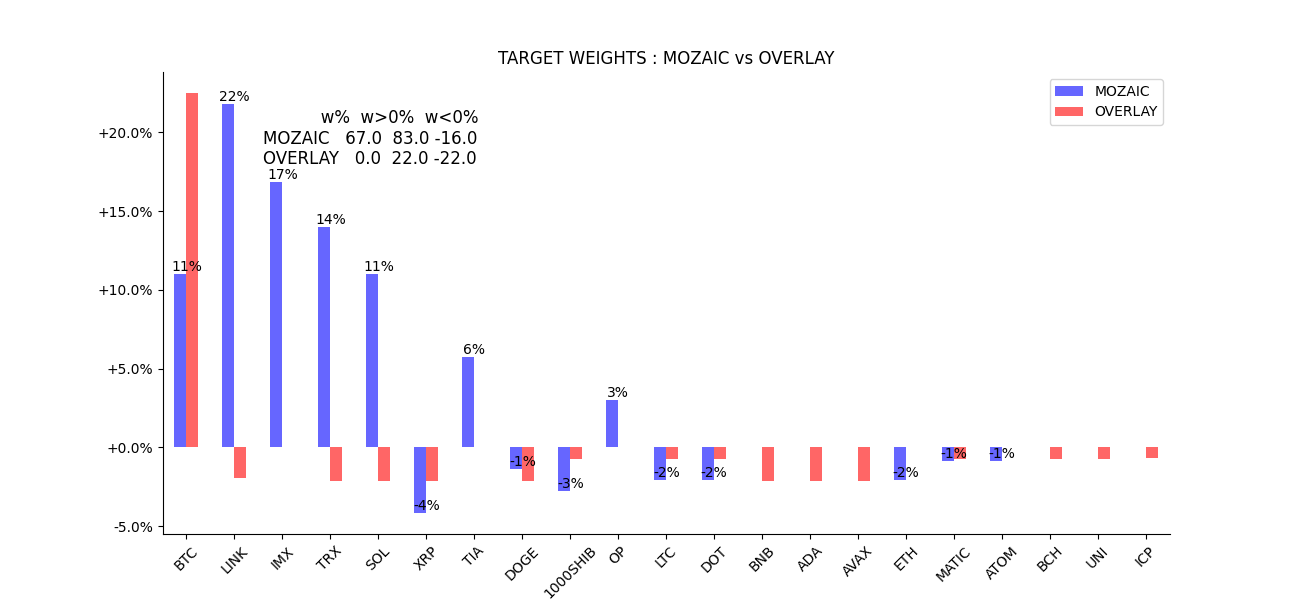 TARGET WEIGHTS : MOZAIC vs OVERLAY
MOZAIC
OVERLAY
w% w>0% w<0%
MOZAIC 67.0 83.0 -16.0
OVERLAY 0.0 22.0 -22.0
+20.0%
+15.0%
+10.0%
+5.0%
+0.0%
-5.0%
11%
22%
17%
14%
11%
-4%
6%
-1%
-3%
3%
-2%
-2%
-2%
-1%
-1%
BTC
LINK
IMX
TRX
SOL
XRP
TIA
DOGE
1000SHIB
OP
LTC
DOT
BNB
ADA
AVAX
ETH
MATIC
ATOM
BCH
UNI
ICP